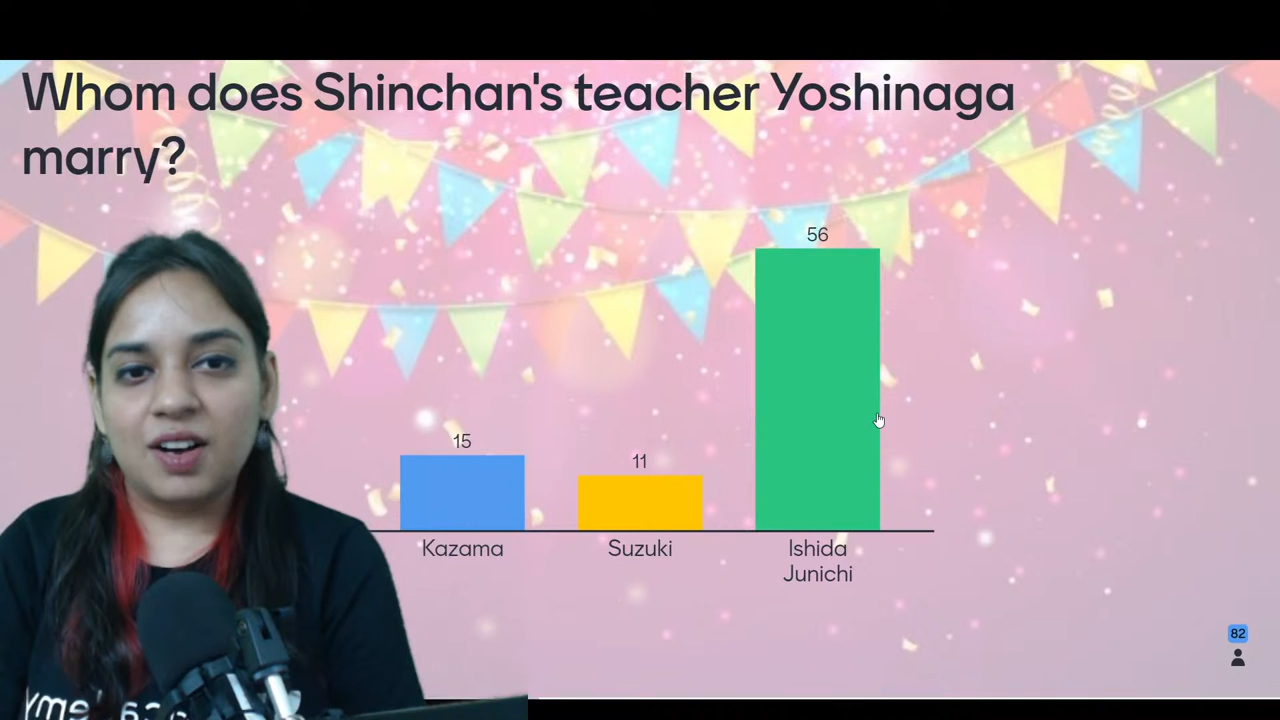 Whom does Shinchan's teacher Yoshinaga
marry?
56
15
11
Kazama
Suzuki
Ishida
Junichi
82